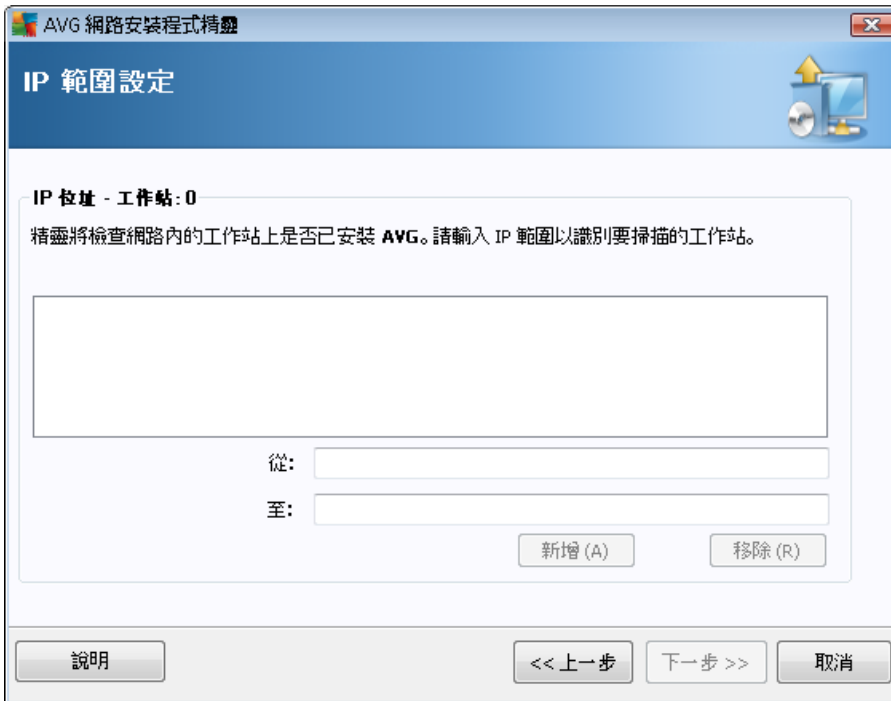 AVG 網路安裝程式精靈
IP 範圍設定
IP 位址 - 工作站: 0
精靈將檢查網路內的工作站上是否已安裝 AVG。請輸入 IP 範圍以識別要掃描的工作站。
從:
至:
新增(A) 移除(R)
說明 << 上一步 下一步 >> 取消